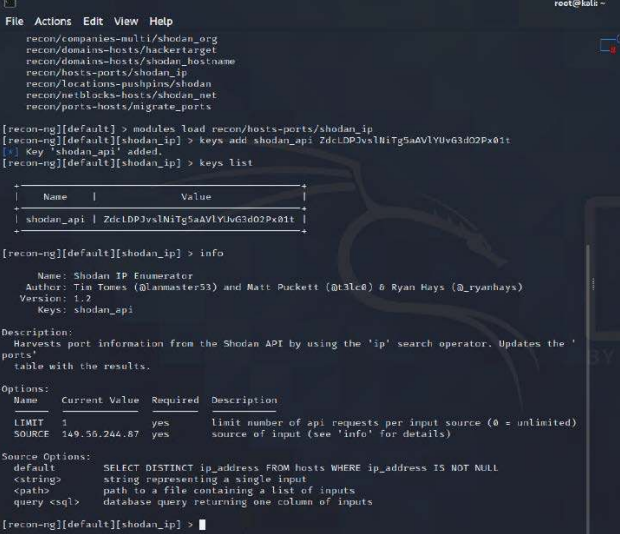 root@kali: ~
File Actions Edit View Help
recon/companies-multi/shodan_org
recon/domains-hosts/hackertarget
recon/domains-hosts/shodan_hostname
recon/hosts-ports/shodan_ip
recon/locations-pushpins/shodan
recon/netblocks-hosts/shodan_net
recon/ports-hosts/migrate_ports
[recon-ng][default] > modules load recon/hosts-ports/shodan_ip
[recon-ng][default][shodan_ip] > keys add shodan_api ZdcLDPJvslNiTg5aAVlYUvG3dO2Px01t
[*] Key 'shodan_api' added.
[recon-ng][default][shodan_ip] > keys list
+--------------------------------------------------+
| Name | Value |
+--------------------------------------------------+
| shodan_api | ZdcLDPJvslNiTg5aAVlYUvG3dO2Px01t |
+--------------------------------------------------+
[recon-ng][default][shodan_ip] > info
Name: Shodan IP Enumerator
Author: Tim Tomes (@lanmaster53) and Matt Puckett (@t3lc0) & Ryan Hays (@_ryanhays)
Version: 1.2
Keys: shodan_api
Description:
Harvests port information from the Shodan API by using the 'ip' search operator. Updates the '
ports'
table with the results.
Options:
Name Current Value Required Description
LIMIT 1 yes limit number of api requests per input source (0 = unlimited)
SOURCE 149.56.244.87 yes source of input (see 'info' for details)
Source Options:
default SELECT DISTINCT ip_address FROM hosts WHERE ip_address IS NOT NULL
<string> string representing a single input
<path> path to a file containing a list of inputs
query <sql> database query returning one column of inputs
[recon-ng][default][shodan_ip] >
BY